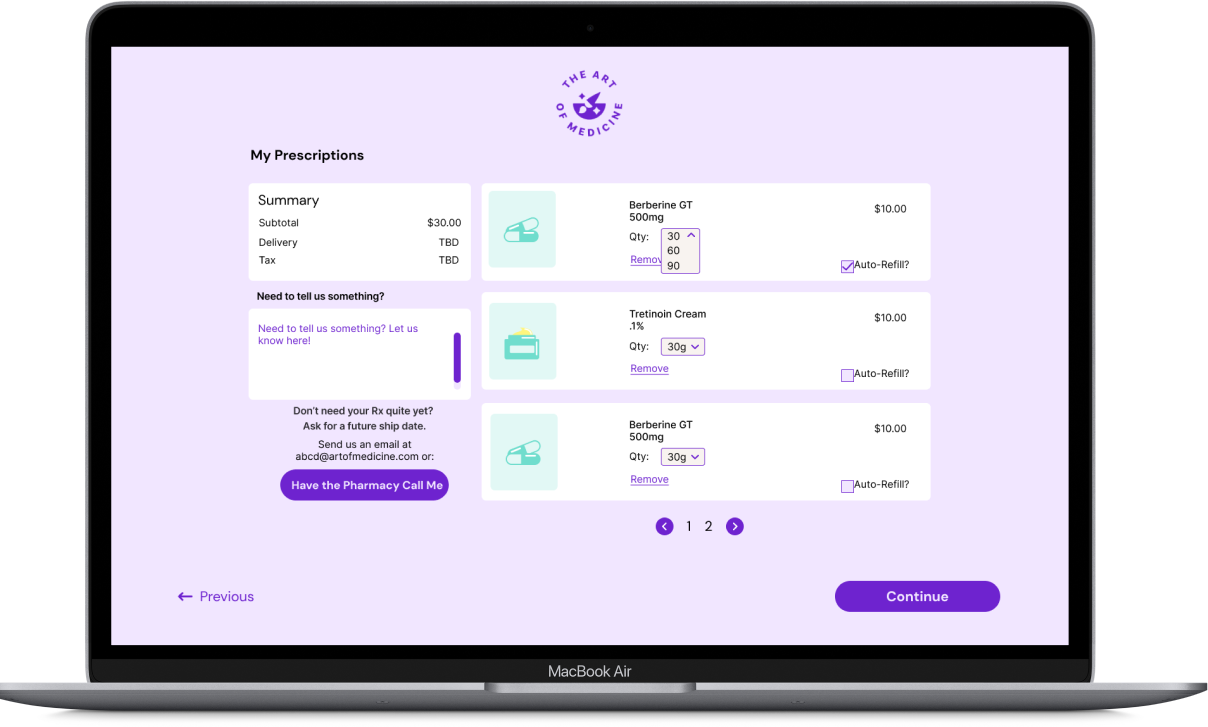 THE ART
OF MEDICINE
My Prescriptions
Summary
Subtotal $30.00
Delivery TBD
Tax TBD
Need to tell us something?
Need to tell us something? Let us
know here!
Don't need your Rx quite yet?
Ask for a future ship date.
Send us an email at
abcd@artofmedicine.com or:
Have the Pharmacy Call Me
Berberine GT
500mg
$10.00
Qty: 30
60
90
Remov
Auto-Refill?
Tretinoin Cream
.1%
$10.00
Qty: 30g
Remove
Auto-Refill?
Berberine GT
500mg
$10.00
Qty: 30g
Remove
Auto-Refill?
1 2
Previous
Continue
MacBook Air